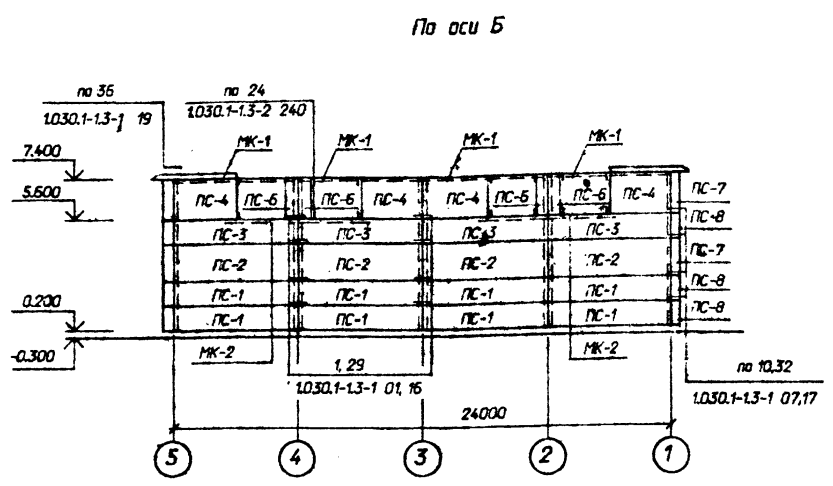 По оси Б
по 36
1.030.1-1.3-1 19
по 24
1.030.1-1.3-2 240
МК-1 МК-1 МК-1 МК-1
7.400
5.600
0.200
-0.300
ПС-4 ПС-6 ПС-6 ПС-4 ПС-4 ПС-6 ПС-6 ПС-4 ПС-7
ПС-8
ПС-3 ПС-3 ПС-3 ПС-3
ПС-2 ПС-2 ПС-2 ПС-2 ПС-7
ПС-1 ПС-1 ПС-1 ПС-1 ПС-8
ПС-1 ПС-1 ПС-1 ПС-1 ПС-8
МК-2 МК-2
1, 29
1.030.1-1.3-1 01, 16
по 10,32
1.030.1-1.3-1 07,17
24000
5 4 3 2 1